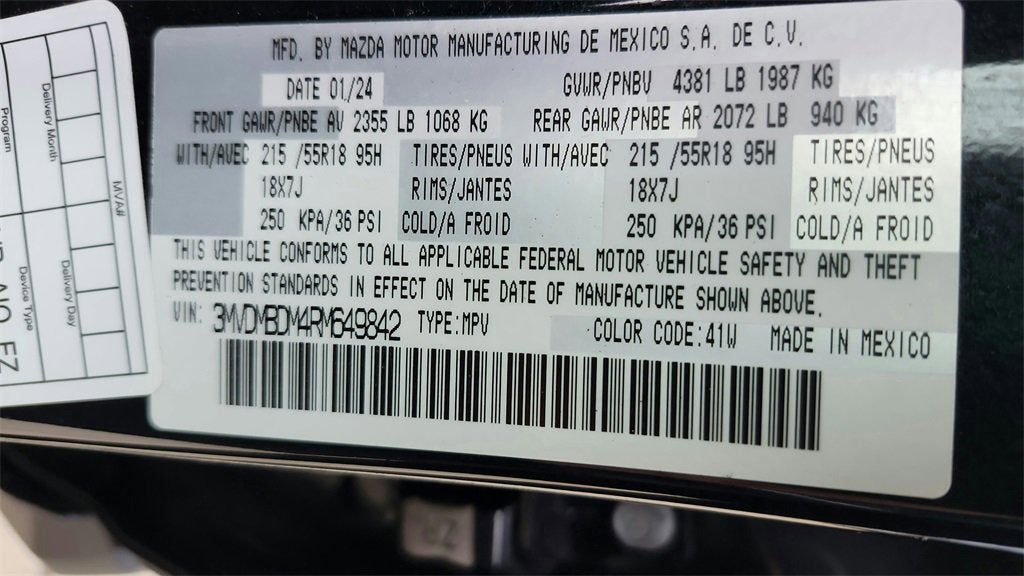 MFD. BY MAZDA MOTOR MANUFACTURING DE MEXICO S.A. DE C.V.
DATE 01/24 GVWR/PNBV 4381 LB 1987 KG
FRONT GAWR/PNBE AV 2355 LB 1068 KG REAR GAWR/PNBE AR 2072 LB 940 KG
WITH/AVEC 215 /55R18 95H TIRES/PNEUS WITH/AVEC 215 /55R18 95H TIRES/PNEUS
18X7J RIMS/JANTES 18X7J RIMS/JANTES
250 KPA/36 PSI COLD/A FROID 250 KPA/36 PSI COLD/A FROID
THIS VEHICLE CONFORMS TO ALL APPLICABLE FEDERAL MOTOR VEHICLE SAFETY AND THEFT
PREVENTION STANDARDS IN EFFECT ON THE DATE OF MANUFACTURE SHOWN ABOVE.
VIN: 3MVDMBDM4RM649842 TYPE:MPV COLOR CODE:41W MADE IN MEXICO
MVA#
Delivery Month
Delivery Day
Program
Device Type